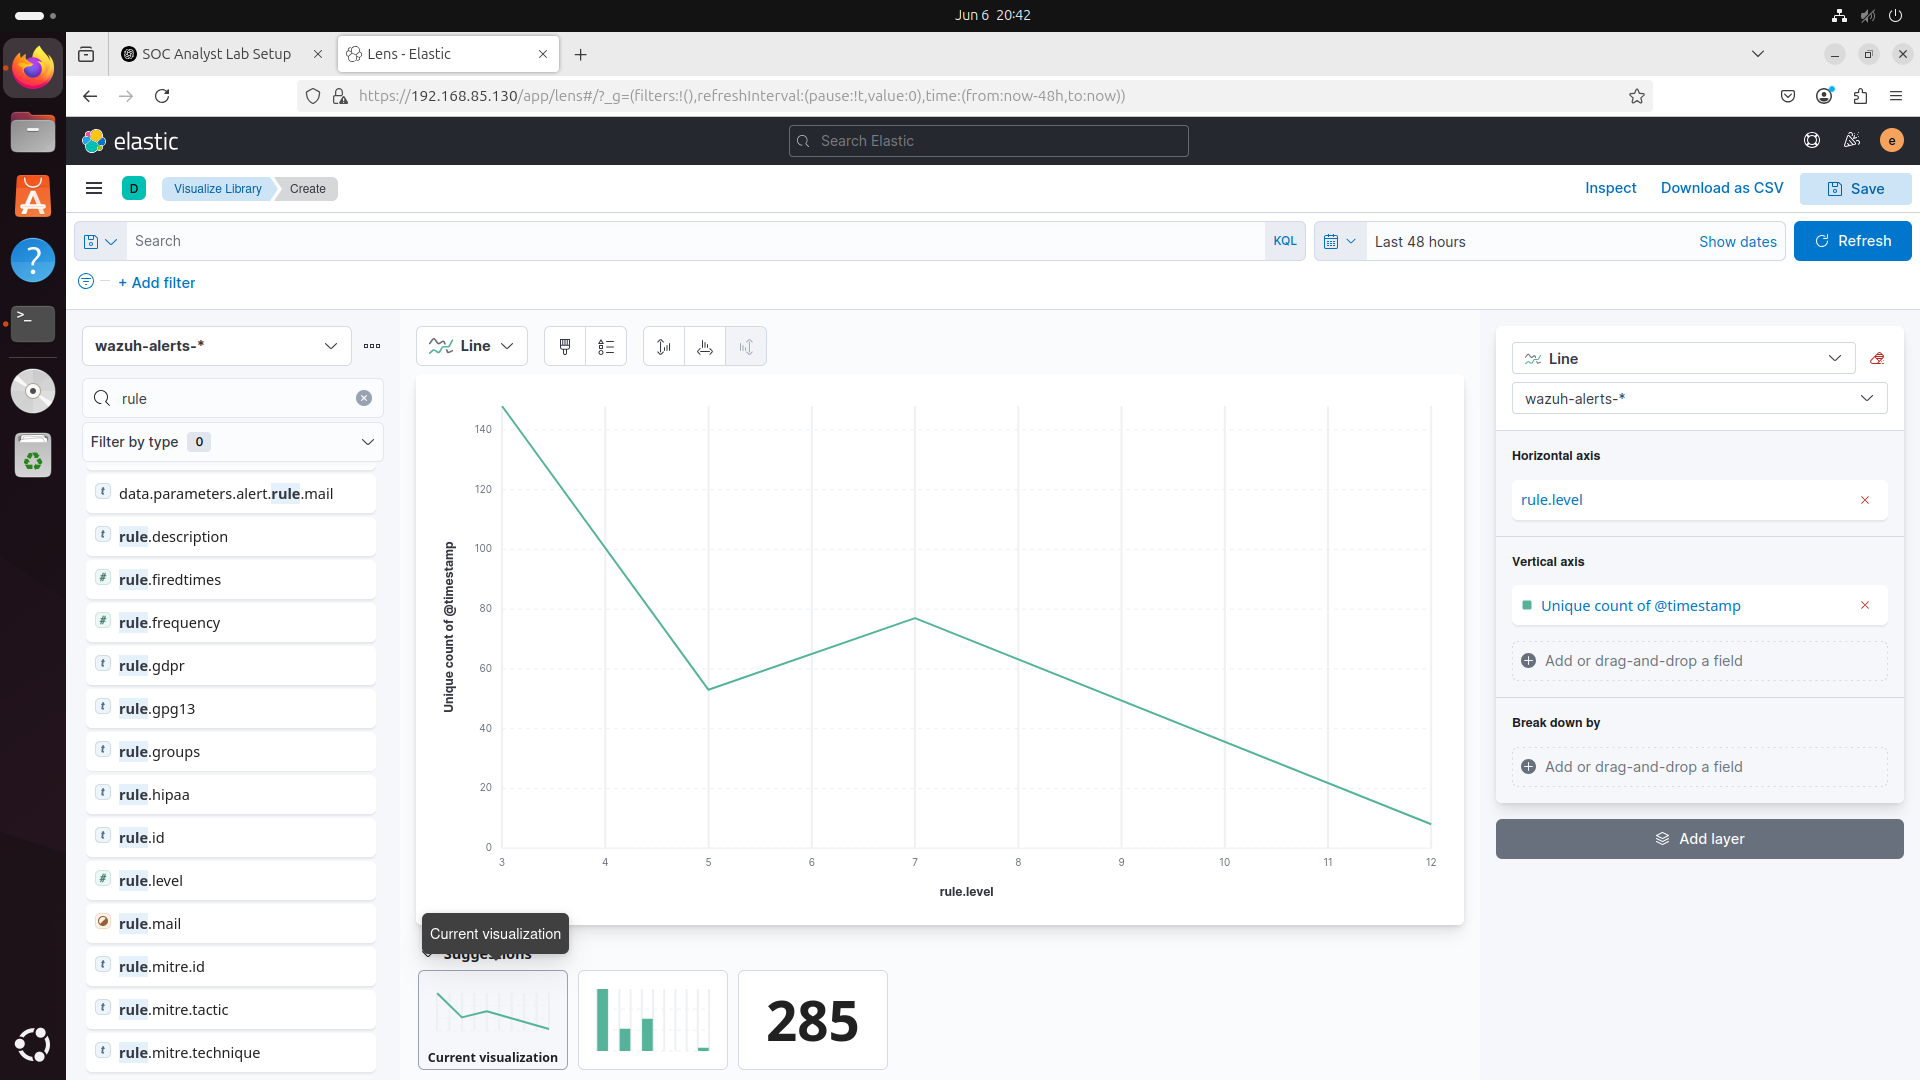 Jun 6 20:42
SOC Analyst Lab Setup
Lens - Elastic
https://192.168.85.130/app/lens#/?_g=(filters:!(),refreshInterval:(pause:!t,value:0),time:(from:now-48h,to:now))
elastic
Search Elastic
e
D
Visualize Library
Create
Inspect
Download as CSV
Save
Search
KQL
Last 48 hours
Show dates
Refresh
+ Add filter
wazuh-alerts-*
rule
Filter by type 0
t data.parameters.alert.rule.mail
t rule.description
# rule.firedtimes
# rule.frequency
t rule.gdpr
t rule.gpg13
t rule.groups
t rule.hipaa
t rule.id
# rule.level
rule.mail
t rule.mitre.id
t rule.mitre.tactic
t rule.mitre.technique
Line
Unique count of @timestamp
140
120
100
80
60
40
20
0
3 4 5 6 7 8 9 10 11 12
rule.level
Current visualization
Suggestions
Current visualization
285
Line
wazuh-alerts-*
Horizontal axis
rule.level
Vertical axis
Unique count of @timestamp
Add or drag-and-drop a field
Break down by
Add or drag-and-drop a field
Add layer